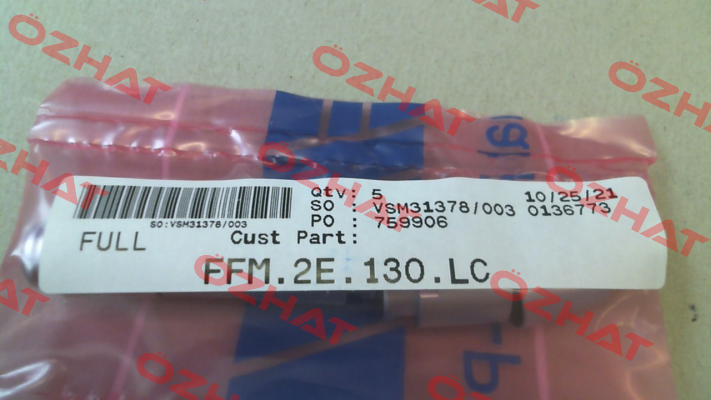 Qty: 5 10/25/21
SO : VSM31378/003 0136773
PO : 759906
SO:VSM31378/003
FULL Cust Part:
FFM.2E.130.LC
ÖZHAT
ÖZHAT
ÖZHAT
ÖZHAT
ÖZHAT
ÖZHAT
ÖZHAT
ÖZHAT